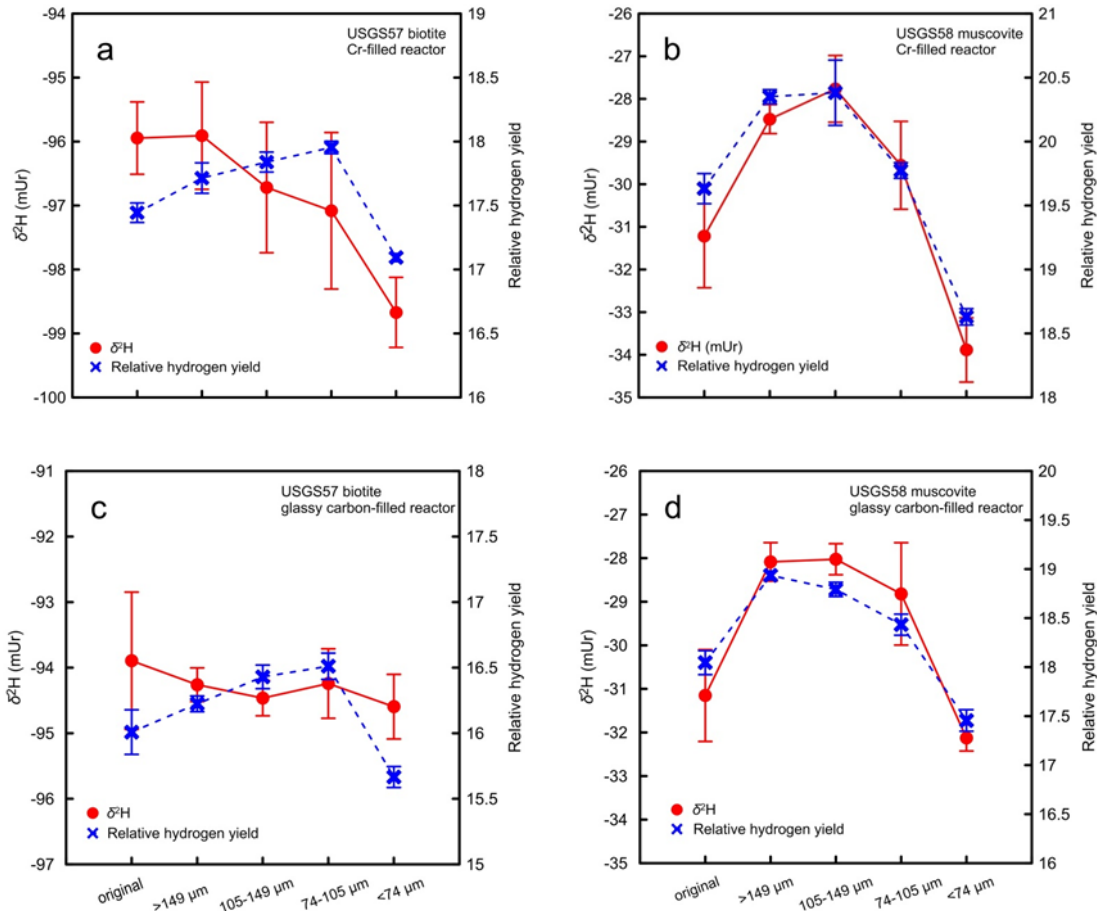 a
USGS57 biotite
Cr-filled reactor
-94
-95
-96
-97
-98
-99
-100
δ²H (mUr)
19
18.5
18
17.5
17
16.5
16
Relative hydrogen yield
δ²H
Relative hydrogen yield
b
USGS58 muscovite
Cr-filled reactor
-26
-27
-28
-29
-30
-31
-32
-33
-34
-35
δ²H (mUr)
21
20.5
20
19.5
19
18.5
18
Relative hydrogen yield
δ²H (mUr)
Relative hydrogen yield
c
USGS57 biotite
glassy carbon-filled reactor
-91
-92
-93
-94
-95
-96
-97
δ²H (mUr)
18
17.5
17
16.5
16
15.5
15
Relative hydrogen yield
δ²H
Relative hydrogen yield
original
>149 µm
105-149 µm
74-105 µm
<74 µm
d
USGS58 muscovite
glassy carbon-filled reactor
-26
-27
-28
-29
-30
-31
-32
-33
-34
-35
δ²H (mUr)
20
19.5
19
18.5
18
17.5
17
16.5
16
Relative hydrogen yield
δ²H
Relative hydrogen yield
original
>149 µm
105-149 µm
74-105 µm
<74 µm